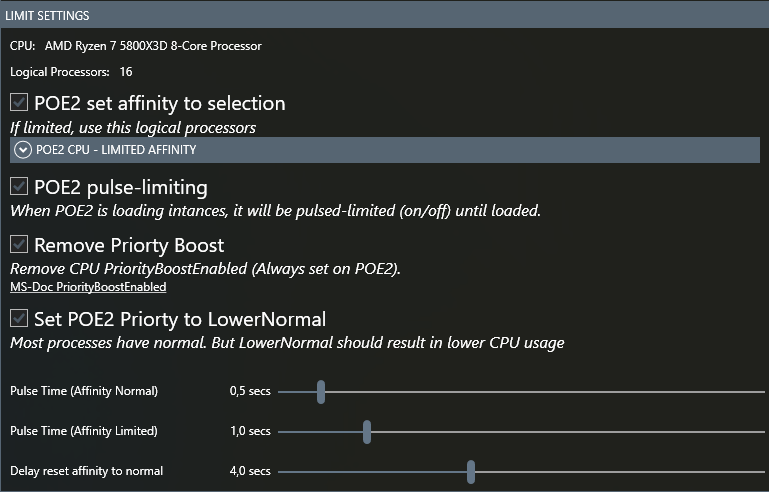 LIMIT SETTINGS
CPU: AMD Ryzen 7 5800X3D 8-Core Processor
Logical Processors: 16
POE2 set affinity to selection
If limited, use this logical processors
POE2 CPU - LIMITED AFFINITY
POE2 pulse-limiting
When POE2 is loading intances, it will be pulsed-limited (on/off) until loaded.
Remove Priorty Boost
Remove CPU PriorityBoostEnabled (Always set on POE2).
MS-Doc PriorityBoostEnabled
Set POE2 Priorty to LowerNormal
Most processes have normal. But LowerNormal should result in lower CPU usage
Pulse Time (Affinity Normal) 0,5 secs
Pulse Time (Affinity Limited) 1,0 secs
Delay reset affinity to normal 4,0 secs